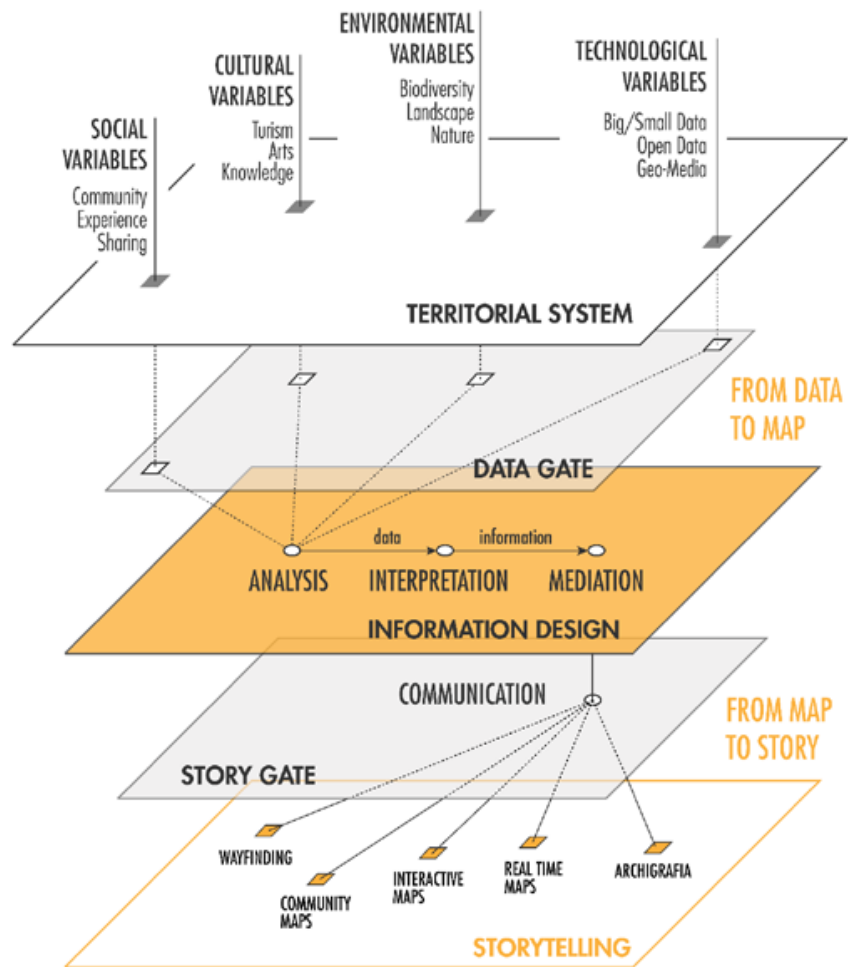 ENVIRONMENTAL
VARIABLES
Biodiversity
Landscape
Nature
TECHNOLOGICAL
VARIABLES
Big/Small Data
Open Data
Geo-Media
CULTURAL
VARIABLES
Turism
Arts
Knowledge
SOCIAL
VARIABLES
Community
Experience
Sharing
TERRITORIAL SYSTEM
FROM DATA
TO MAP
DATA GATE
data
information
ANALYSIS
INTERPRETATION
MEDIATION
INFORMATION DESIGN
COMMUNICATION
FROM MAP
TO STORY
STORY GATE
WAYFINDING
COMMUNITY
MAPS
INTERACTIVE
MAPS
REAL TIME
MAPS
ARCHIGRAFIA
STORYTELLING